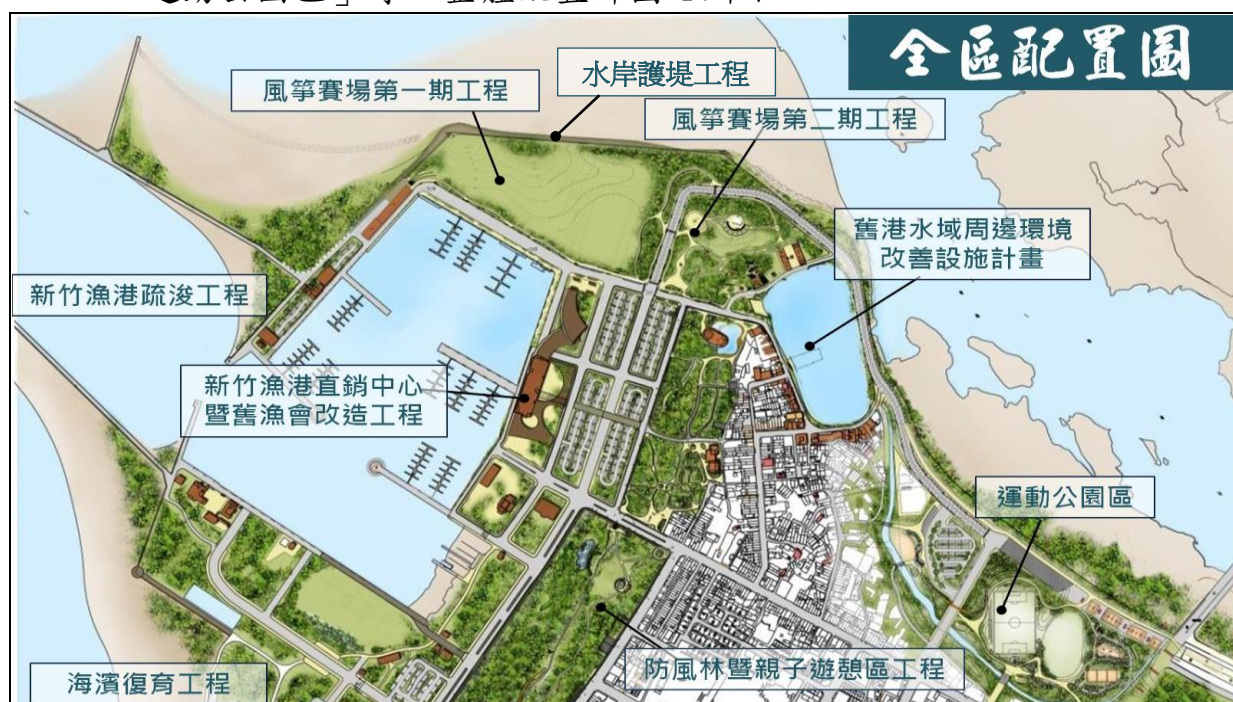 全區配置圖
水岸護堤工程
風箏賽場第一期工程
風箏賽場第二期工程
舊港水域周邊環境
改善設施計畫
新竹漁港疏浚工程
新竹漁港直銷中心
暨舊漁會改造工程
運動公園區
防風林暨親子遊憩區工程
海濱復育工程